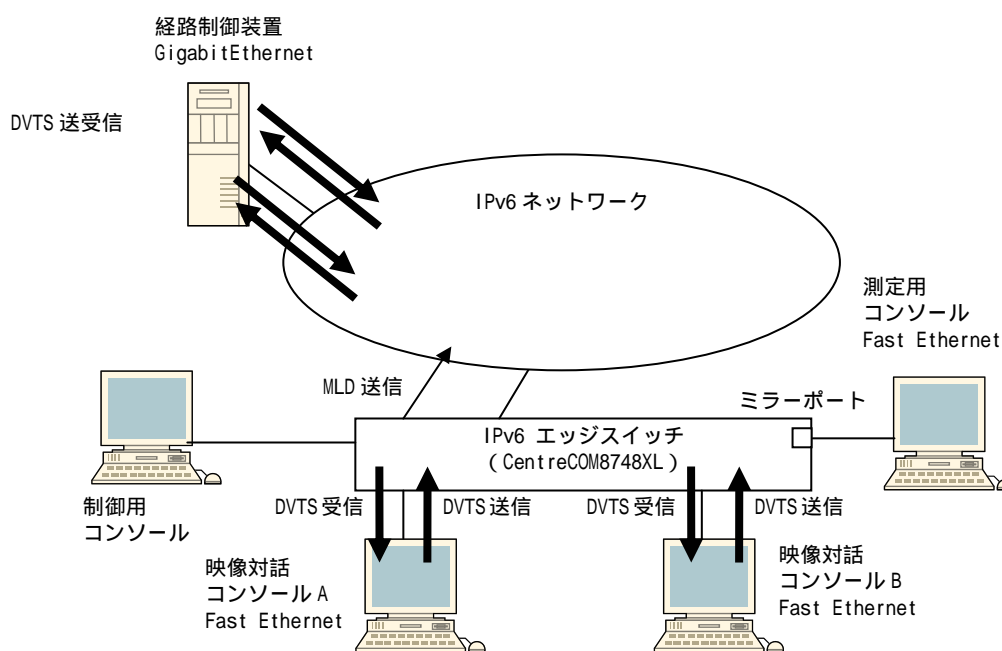 経路制御装置
GigabitEthernet
DVTS 送受信
IPv6 ネットワーク
測定用
コンソール
Fast Ethernet
MLD 送信
ミラーポート
IPv6 エッジスイッチ
（CentreCOM8748XL）
制御用
コンソール
DVTS 受信
DVTS 送信
DVTS 受信
DVTS 送信
映像対話
コンソール A
Fast Ethernet
映像対話
コンソール B
Fast Ethernet